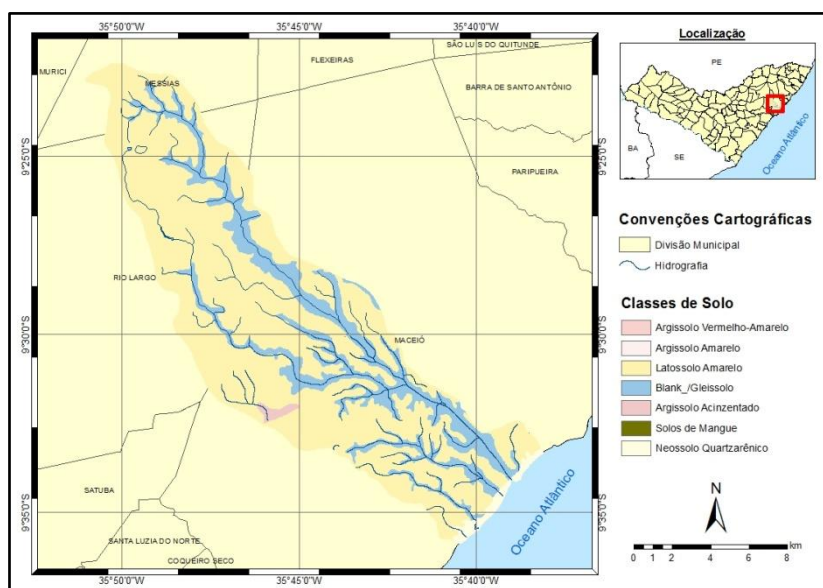 35°50'0"W
35°45'0"W
35°40'0"W
MURICI
MESSIAS
FLEXEIRAS
SÃO LUÍS DO QUITUNDE
BARRA DE SANTO ANTÔNIO
PARIPUEIRA
RIO LARGO
MACEIÓ
SATUBA
SANTA LUZIA DO NORTE
COQUEIRO SECO
Oceano Atlântico
9°25'0"S
9°25'0"S
9°30'0"S
9°30'0"S
9°35'0"S
9°35'0"S
35°50'0"W
35°45'0"W
35°40'0"W
Localização
PE
BA
SE
Oceano Atlântico
Convenções Cartográficas
Divisão Municipal
Hidrografia
Classes de Solo
Argissolo Vermelho-Amarelo
Argissolo Amarelo
Latossolo Amarelo
Blank_/Gleissolo
Argissolo Acinzentado
Solos de Mangue
Neossolo Quartzarênico
N
0 1 2 4 6 8
km